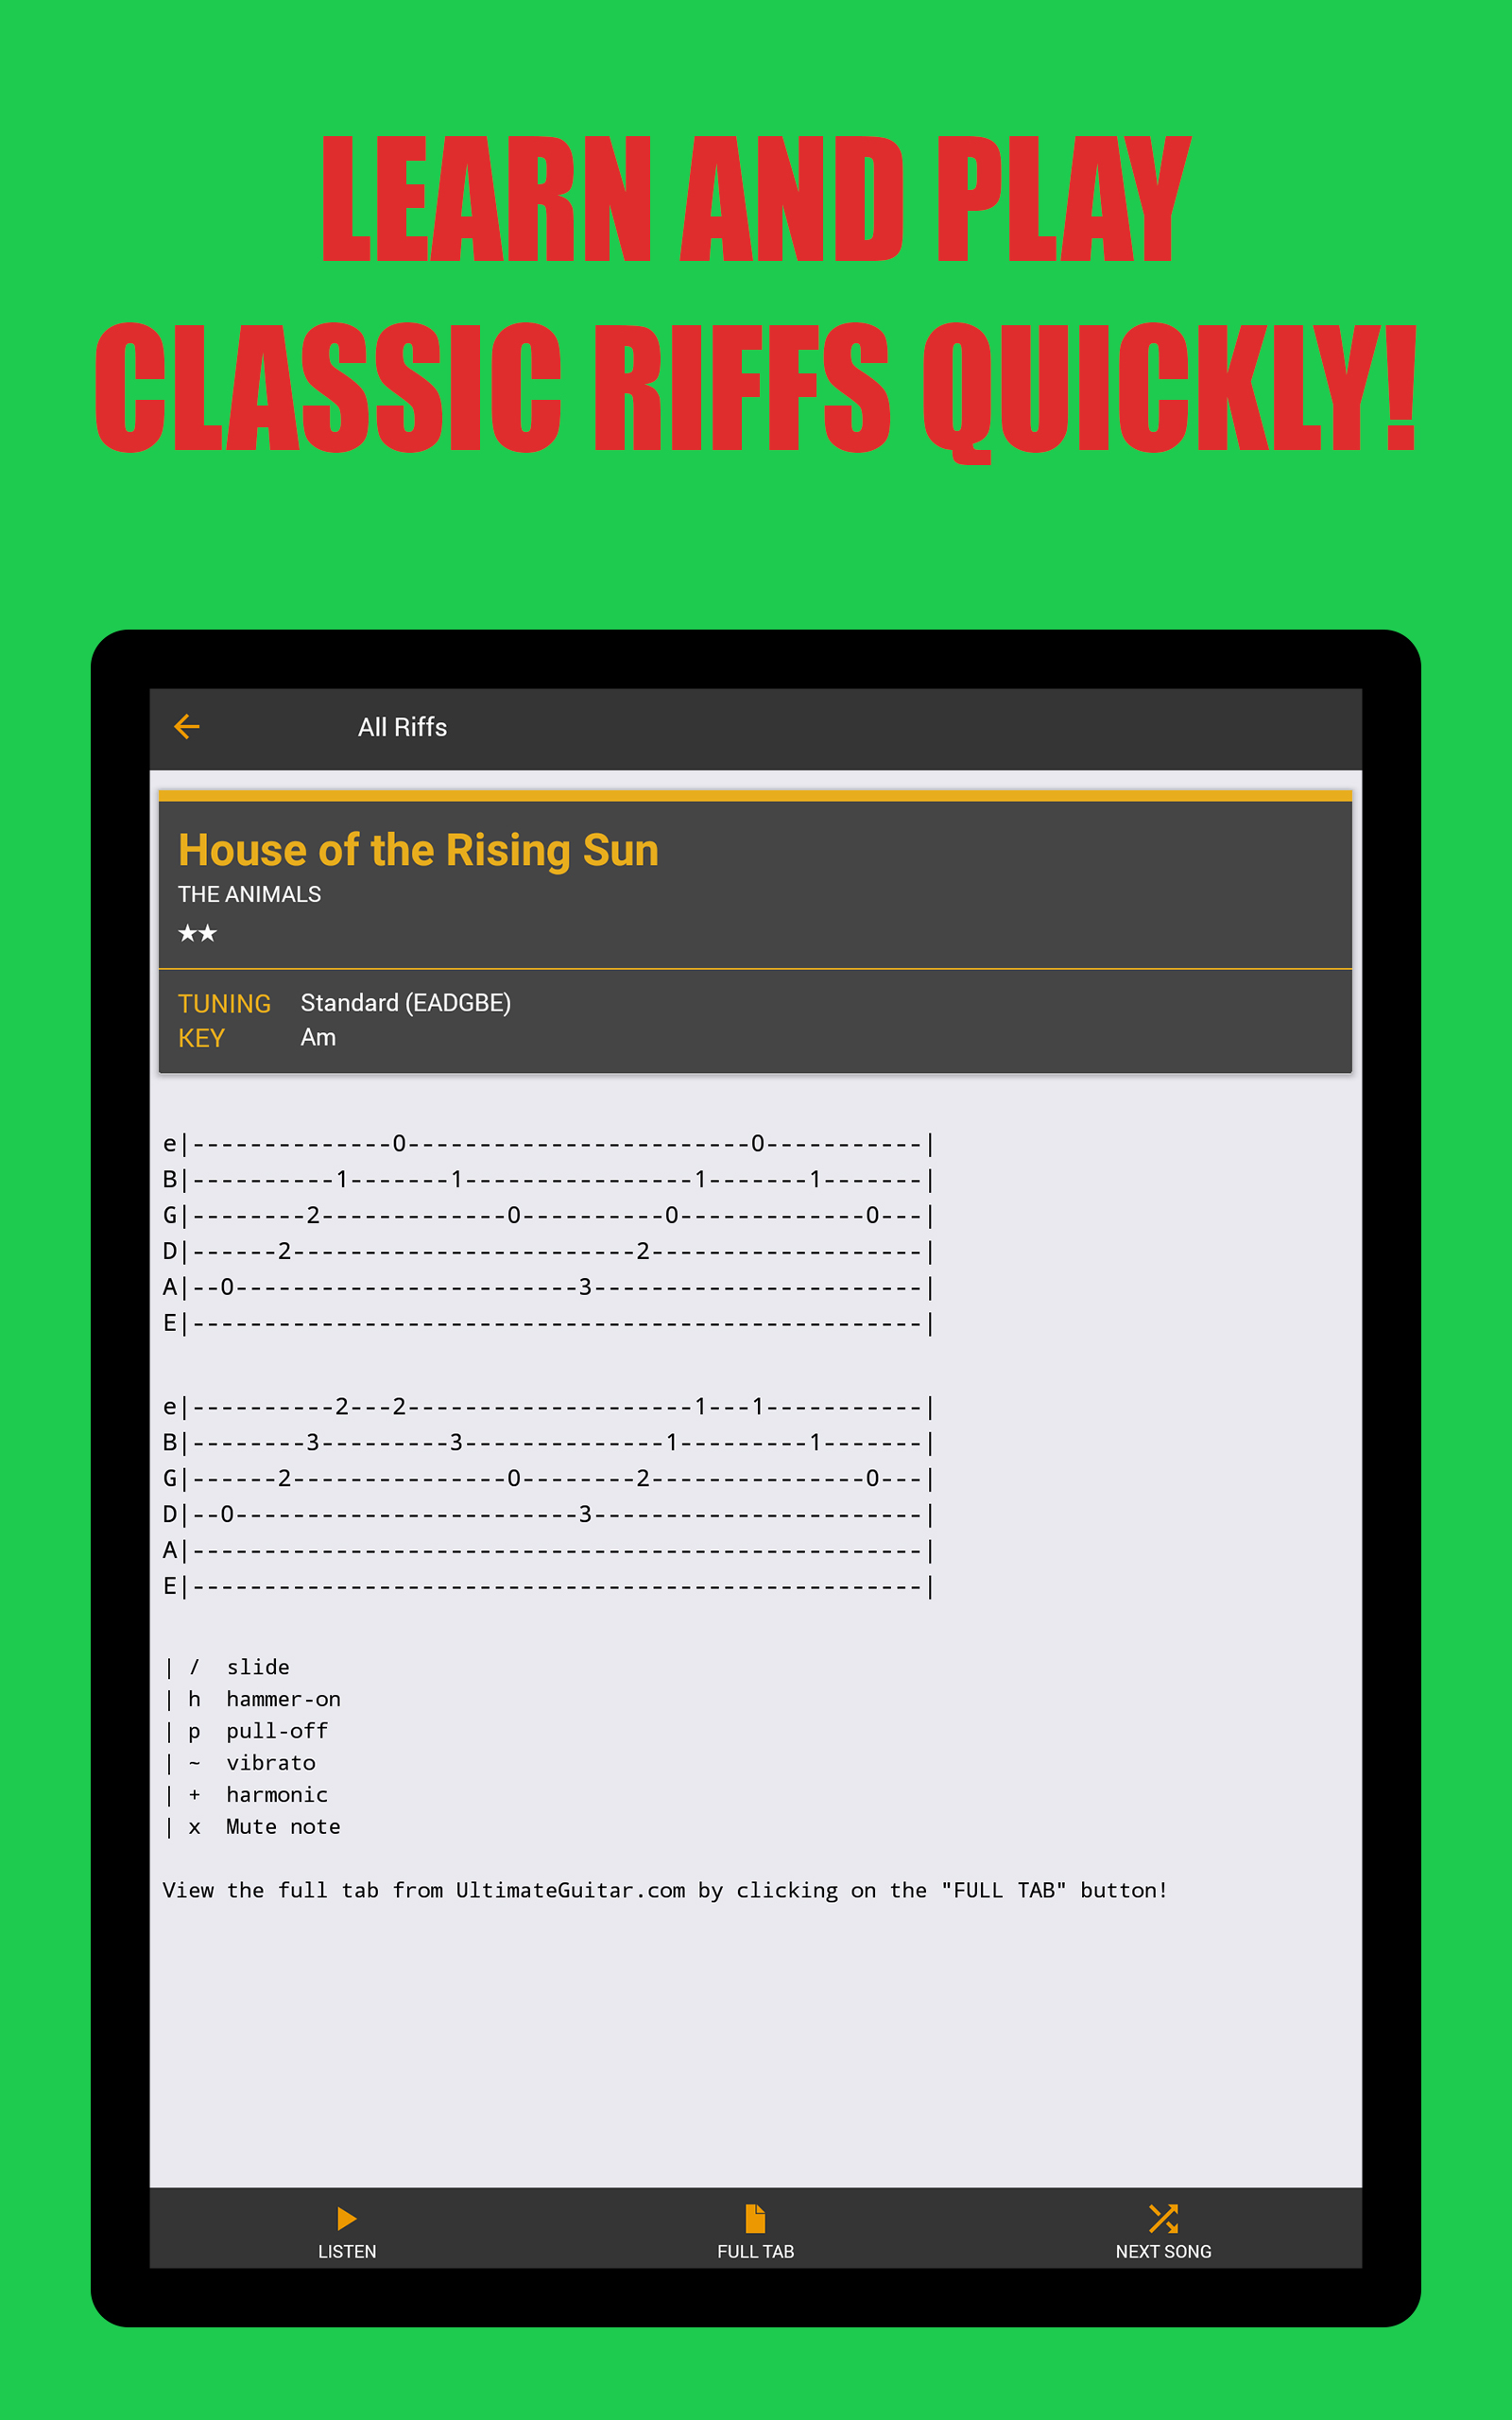 LEARN AND PLAY
CLASSIC RIFFS QUICKLY!
All Riffs
House of the Rising Sun
THE ANIMALS
★★
TUNING Standard (EADGBE)
KEY Am
e|--------------0------------------------0-----------|
B|----------1-------1----------------1-------1-------|
G|--------2-------------0----------0-------------0---|
D|------2------------------------2-------------------|
A|--0------------------------3-----------------------|
E|---------------------------------------------------|
e|----------2---2--------------------1---1-----------|
B|--------3---------3--------------1---------1-------|
G|------2---------------0--------2---------------0---|
D|--0------------------------3-----------------------|
A|---------------------------------------------------|
E|---------------------------------------------------|
| /  slide
| h  hammer-on
| p  pull-off
| ~  vibrato
| +  harmonic
| x  Mute note
View the full tab from UltimateGuitar.com by clicking on the "FULL TAB" button!
LISTEN FULL TAB NEXT SONG